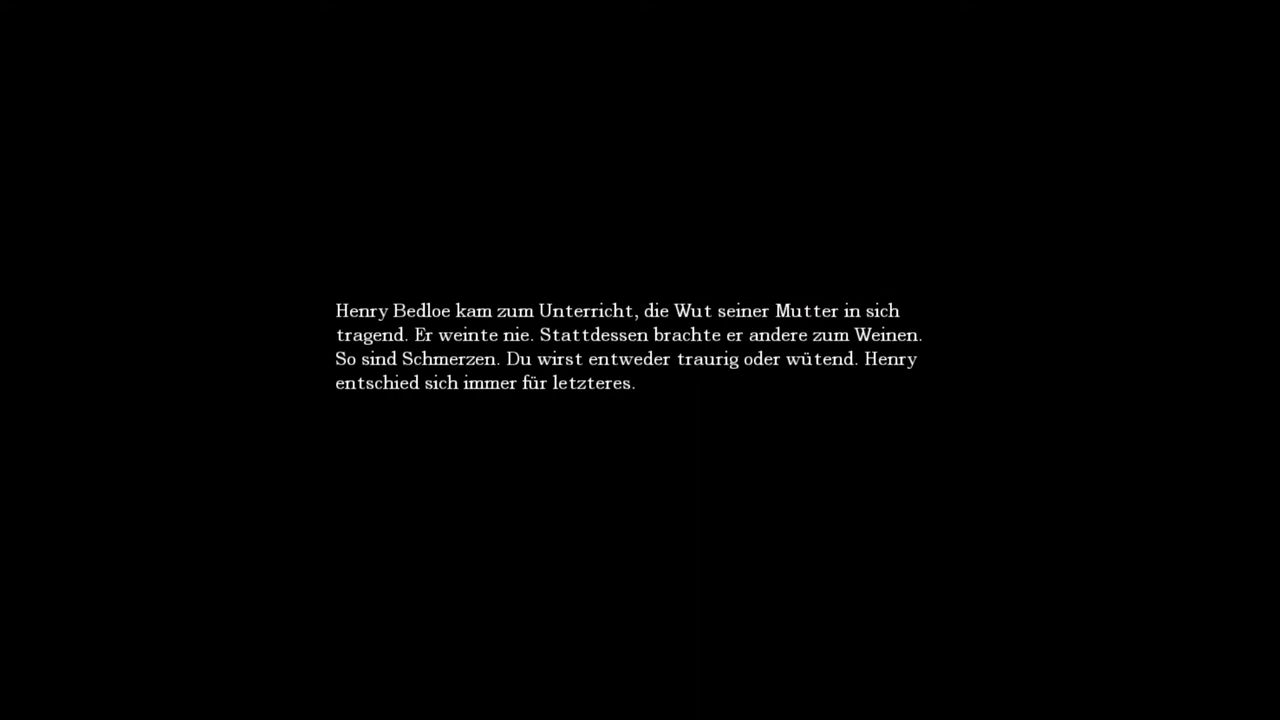 Henry Bedloe kam zum Unterricht, die Wut seiner Mutter in sich
tragend. Er weinte nie. Stattdessen brachte er andere zum Weinen.
So sind Schmerzen. Du wirst entweder traurig oder wütend. Henry
entschied sich immer für letzteres.